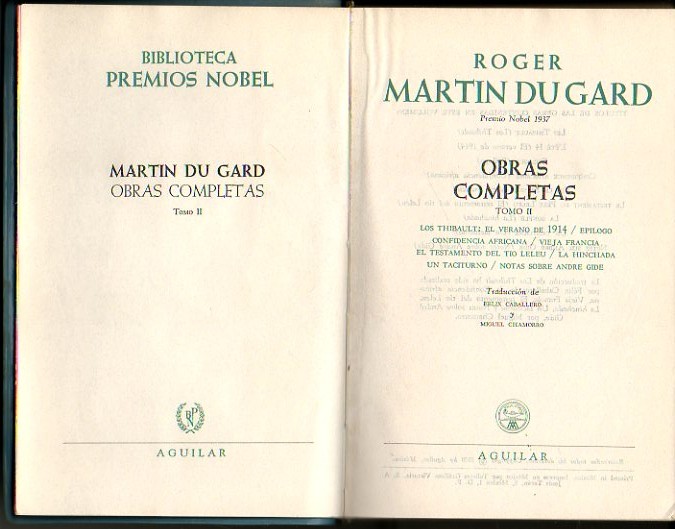 BIBLIOTECA
PREMIOS NOBEL
MARTIN DU GARD
OBRAS COMPLETAS
Tomo II
BPN
AGUILAR
ROGER
MARTIN DU GARD
Premio Nobel 1937
OBRAS
COMPLETAS
TOMO II
LOS THIBAULT: EL VERANO DE 1914 / EPILOGO
CONFIDENCIA AFRICANA / VIEJA FRANCIA
EL TESTAMENTO DEL TIO LELEU / LA HINCHADA
UN TACITURNO / NOTAS SOBRE ANDRE GIDE
Traducción de
FELIX CABALLERO
y
MIGUEL CHAMORRO
AGUILAR